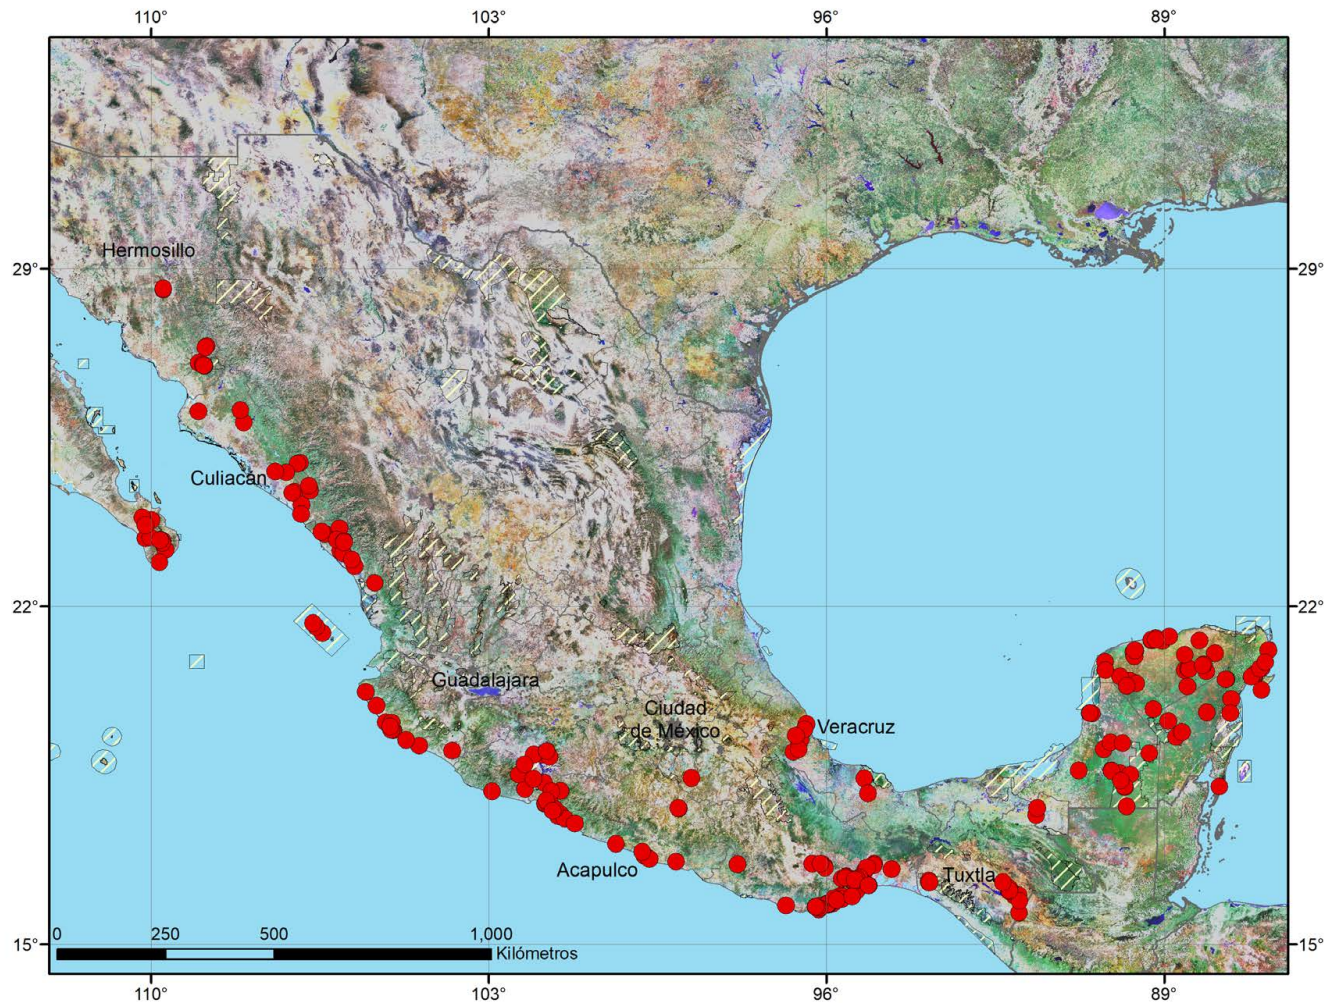 110° 103° 96° 89°
Hermosillo
29° 29°
Culiacán
22° 22°
Guadalajara
Ciudad
de México
Veracruz
Acapulco
Tuxtla
0 250 500 1,000
Kilómetros
15° 15°
110° 103° 96° 89°